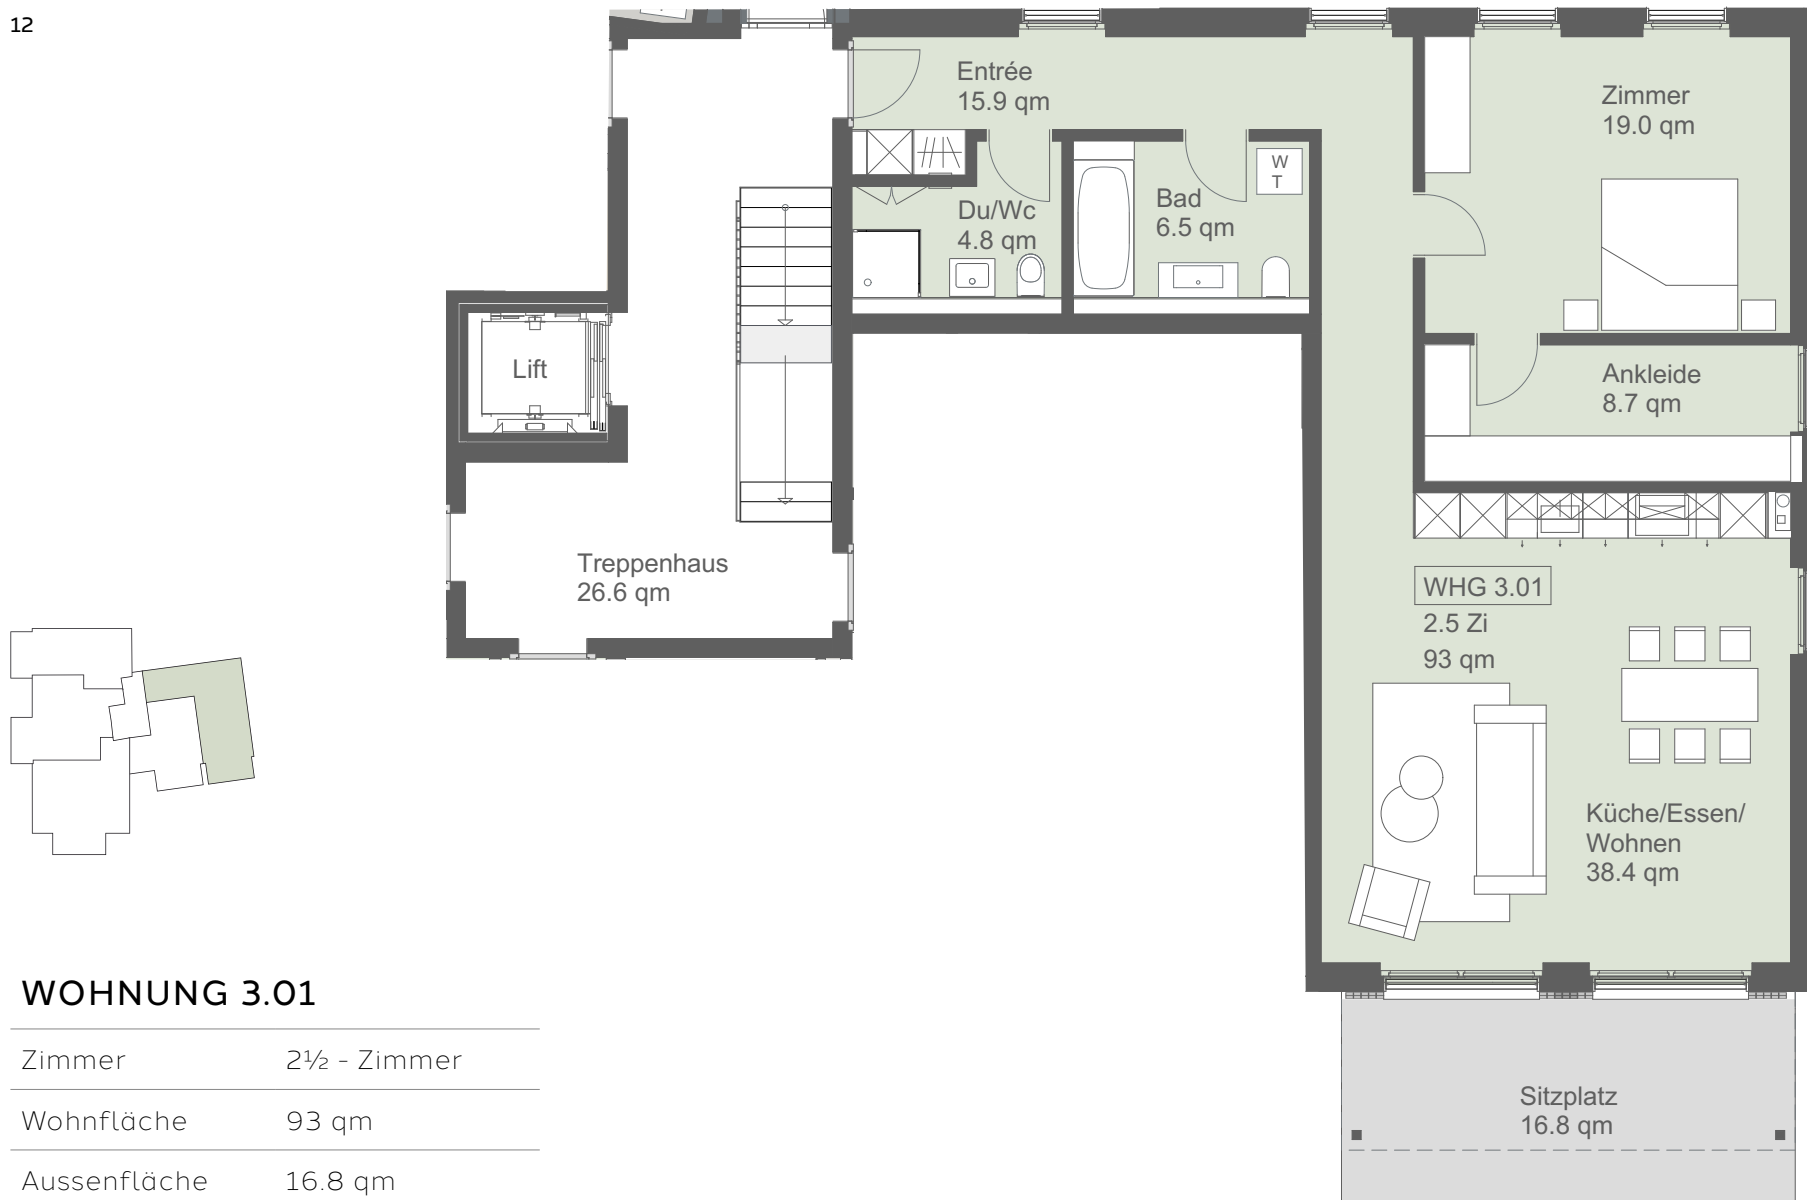 12
Entrée
15.9 qm
Zimmer
19.0 qm
W
T
Bad
6.5 qm
Du/Wc
4.8 qm
Lift
Ankleide
8.7 qm
Treppenhaus
26.6 qm
WHG 3.01
2.5 Zi
93 qm
Küche/Essen/
Wohnen
38.4 qm
Sitzplatz
16.8 qm
WOHNUNG 3.01
Zimmer 2½ - Zimmer
Wohnfläche 93 qm
Aussenfläche 16.8 qm